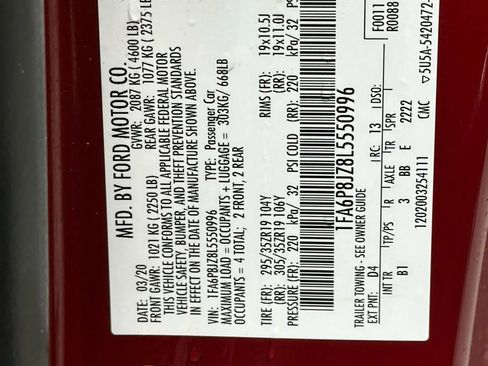 MFD. BY FORD MOTOR CO.
DATE: 03/20
GVWR: 2087 KG ( 4600 LB)
FRONT GAWR: 1021 KG ( 2250 LB)
REAR GAWR: 1077 KG ( 2375 LB)
THIS VEHICLE CONFORMS TO ALL APPLICABLE FEDERAL MOTOR
VEHICLE SAFETY, BUMPER, AND THEFT PREVENTION STANDARDS
IN EFFECT ON THE DATE OF MANUFACTURE SHOWN ABOVE.
VIN: 1FA6P8JZ8L5550996
TYPE: Passenger Car
MAXIMUM LOAD = OCCUPANTS + LUGGAGE = 303KG/ 668LB
OCCUPANTS = 4 TOTAL; 2 FRONT, 2 REAR
TIRE (FR): 295/35ZR19 104Y
RIMS (FR): 19x10.5J
TIRE (RR): 305/35ZR19 106Y
RIMS (RR): 19x11.0J
PRESSURE (FR): 220 kPa/ 32 PSI COLD
(RR): 220 kPa/ 32 PS
1FA6P8JZ8L5550996
TRAILER TOWING - SEE OWNER GUIDE
F0011
R0088
EXT PNT: D4
RC: 13
DSO:
INT TR
TP/PS
R
AXLE
TR
SPR
B1
3
BB
E
2222
1202003254111
CMC
▽5U5A-5420472-